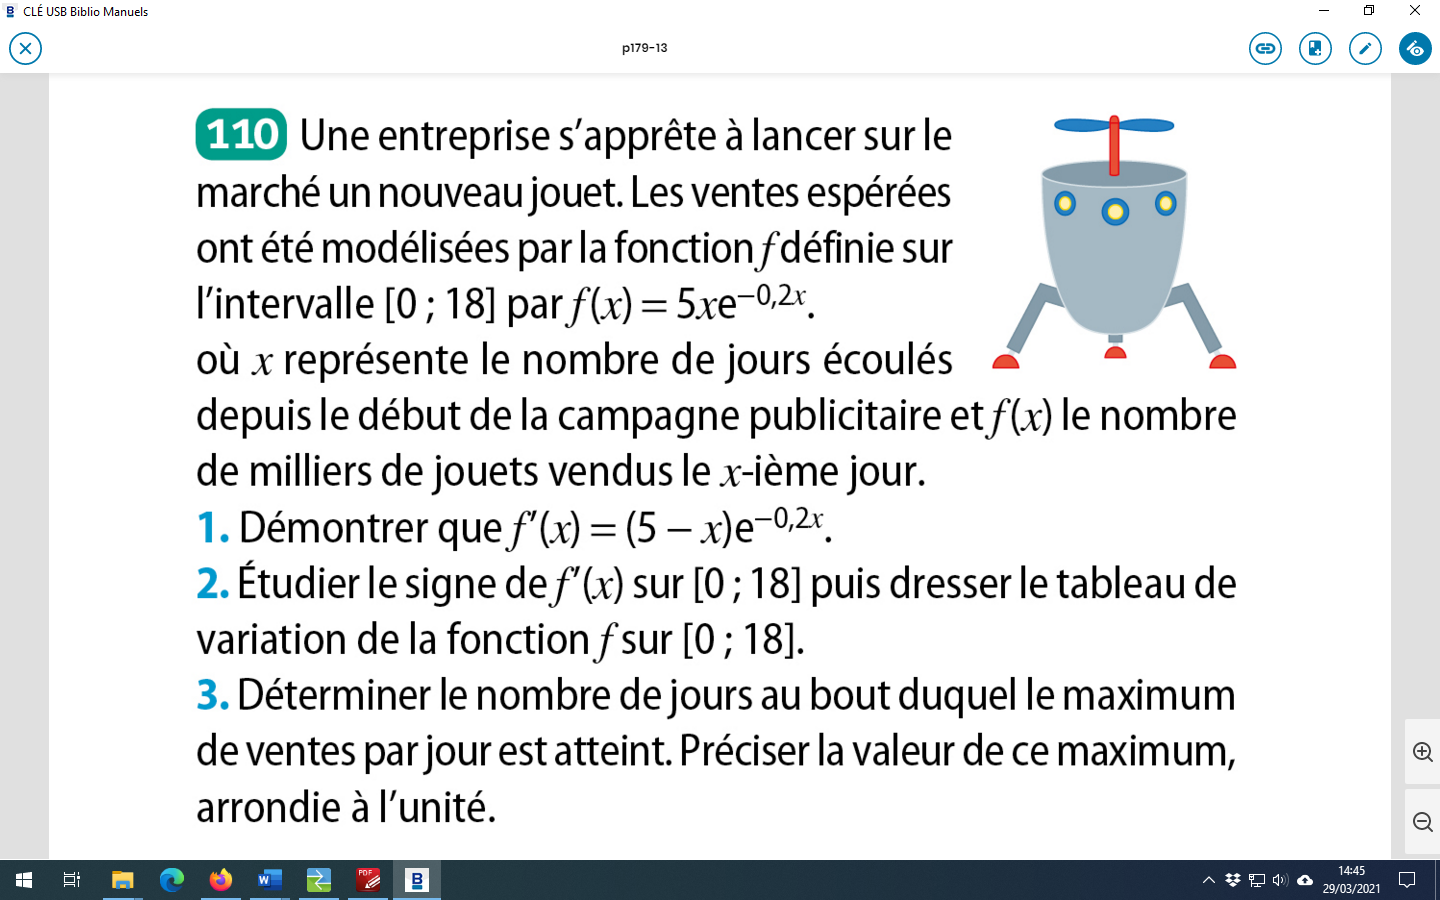 CLÉ USB Biblio Manuels
p179-13
110 Une entreprise s'apprête à lancer sur le
marché un nouveau jouet. Les ventes espérées
ont été modélisées par la fonction f définie sur
l'intervalle [0 ; 18] par f(x) = 5xe^{−0,2x}.
où x représente le nombre de jours écoulés
depuis le début de la campagne publicitaire et f(x) le nombre
de milliers de jouets vendus le x-ième jour.
1. Démontrer que f′(x) = (5 − x)e^{−0,2x}.
2. Étudier le signe de f′(x) sur [0 ; 18] puis dresser le tableau de
variation de la fonction f sur [0 ; 18].
3. Déterminer le nombre de jours au bout duquel le maximum
de ventes par jour est atteint. Préciser la valeur de ce maximum,
arrondie à l'unité.
PDF
14:45
29/03/2021